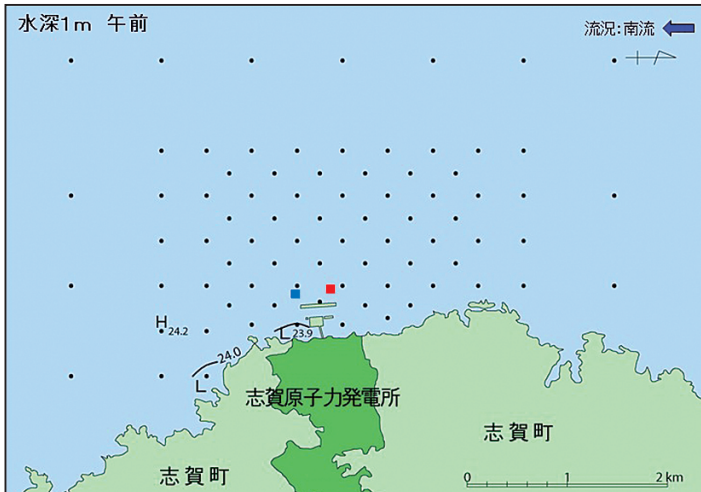 水深1m 午前
流況:南流
H 24.2
L 23.9
24.0
L
志賀原子力発電所
志賀町
志賀町
0 1 2 km